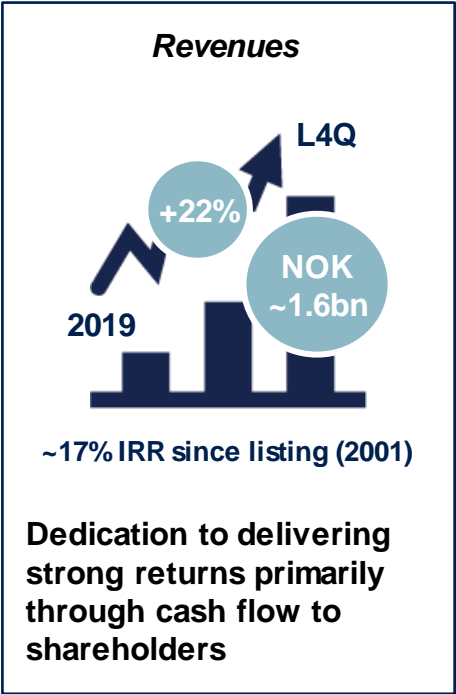 Revenues
L4Q
+22%
NOK
~1.6bn
2019
~17% IRR since listing (2001)
Dedication to delivering
strong returns primarily
through cash flow to
shareholders